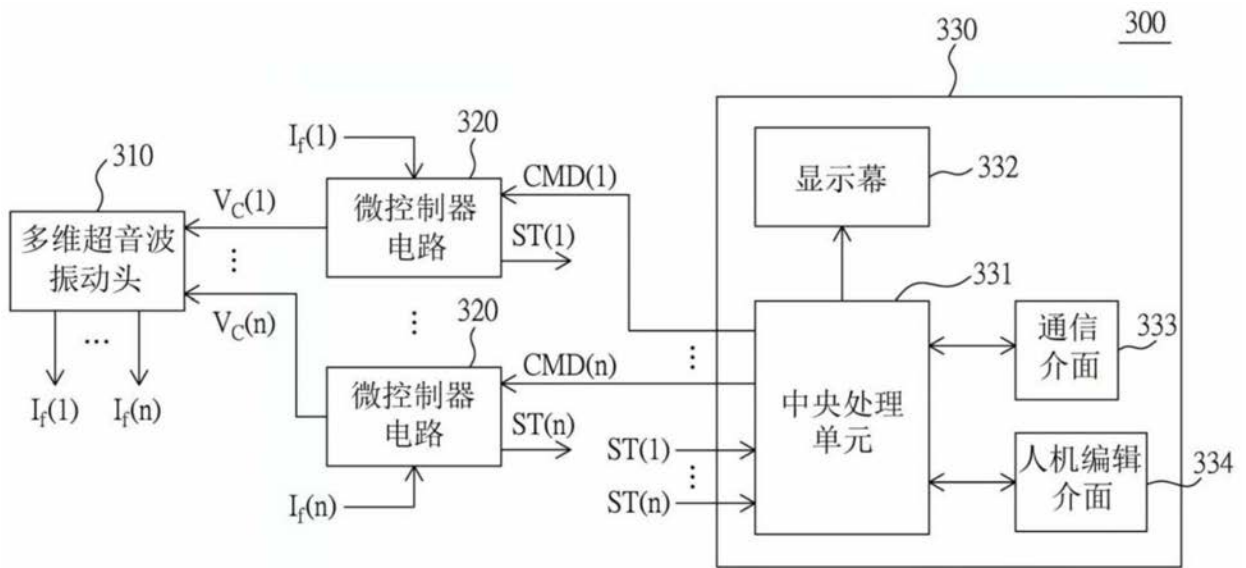 300
330
310
320
I_f(1)
CMD(1)
显示幕
332
V_C(1)
微控制器
电路
ST(1)
多维超音波
振动头
...
331
V_C(n)
...
320
通信
介面
333
...
CMD(n)
...
中央处理
单元
I_f(1)
I_f(n)
微控制器
电路
ST(n)
ST(1)
...
人机编辑
介面
334
I_f(n)
ST(n)